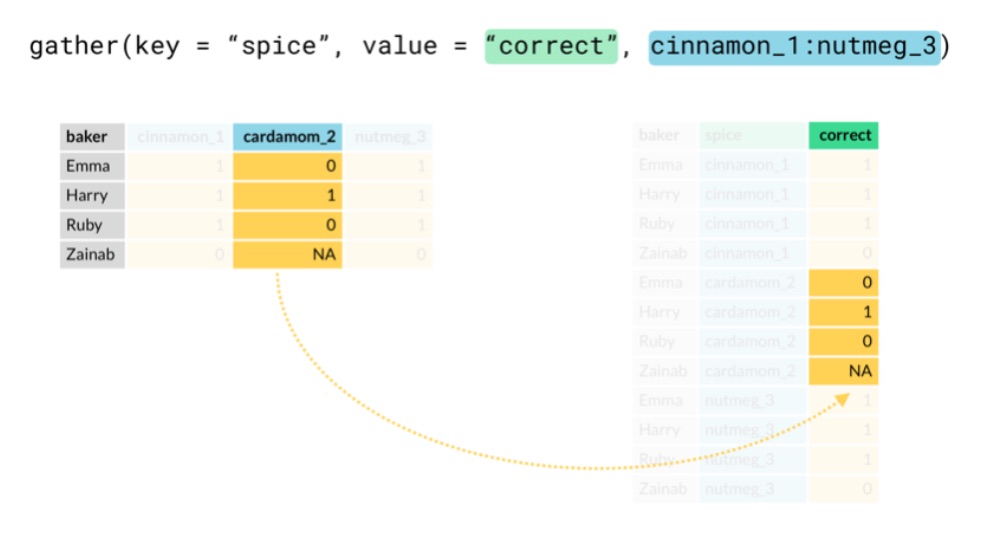 gather(key = “spice”, value = “correct”, cinnamon_1:nutmeg_3)
baker cinnamon_1 cardamom_2 nutmeg_3
Emma 1 0 1
Harry 1 1 1
Ruby 1 0 1
Zainab 0 NA 0
baker spice correct
Emma cinnamon_1 1
Harry cinnamon_1 1
Ruby cinnamon_1 1
Zainab cinnamon_1 0
Emma cardamom_2 0
Harry cardamom_2 1
Ruby cardamom_2 0
Zainab cardamom_2 NA
Emma nutmeg_3 1
Harry nutmeg_3 1
Ruby nutmeg_3 1
Zainab nutmeg_3 0